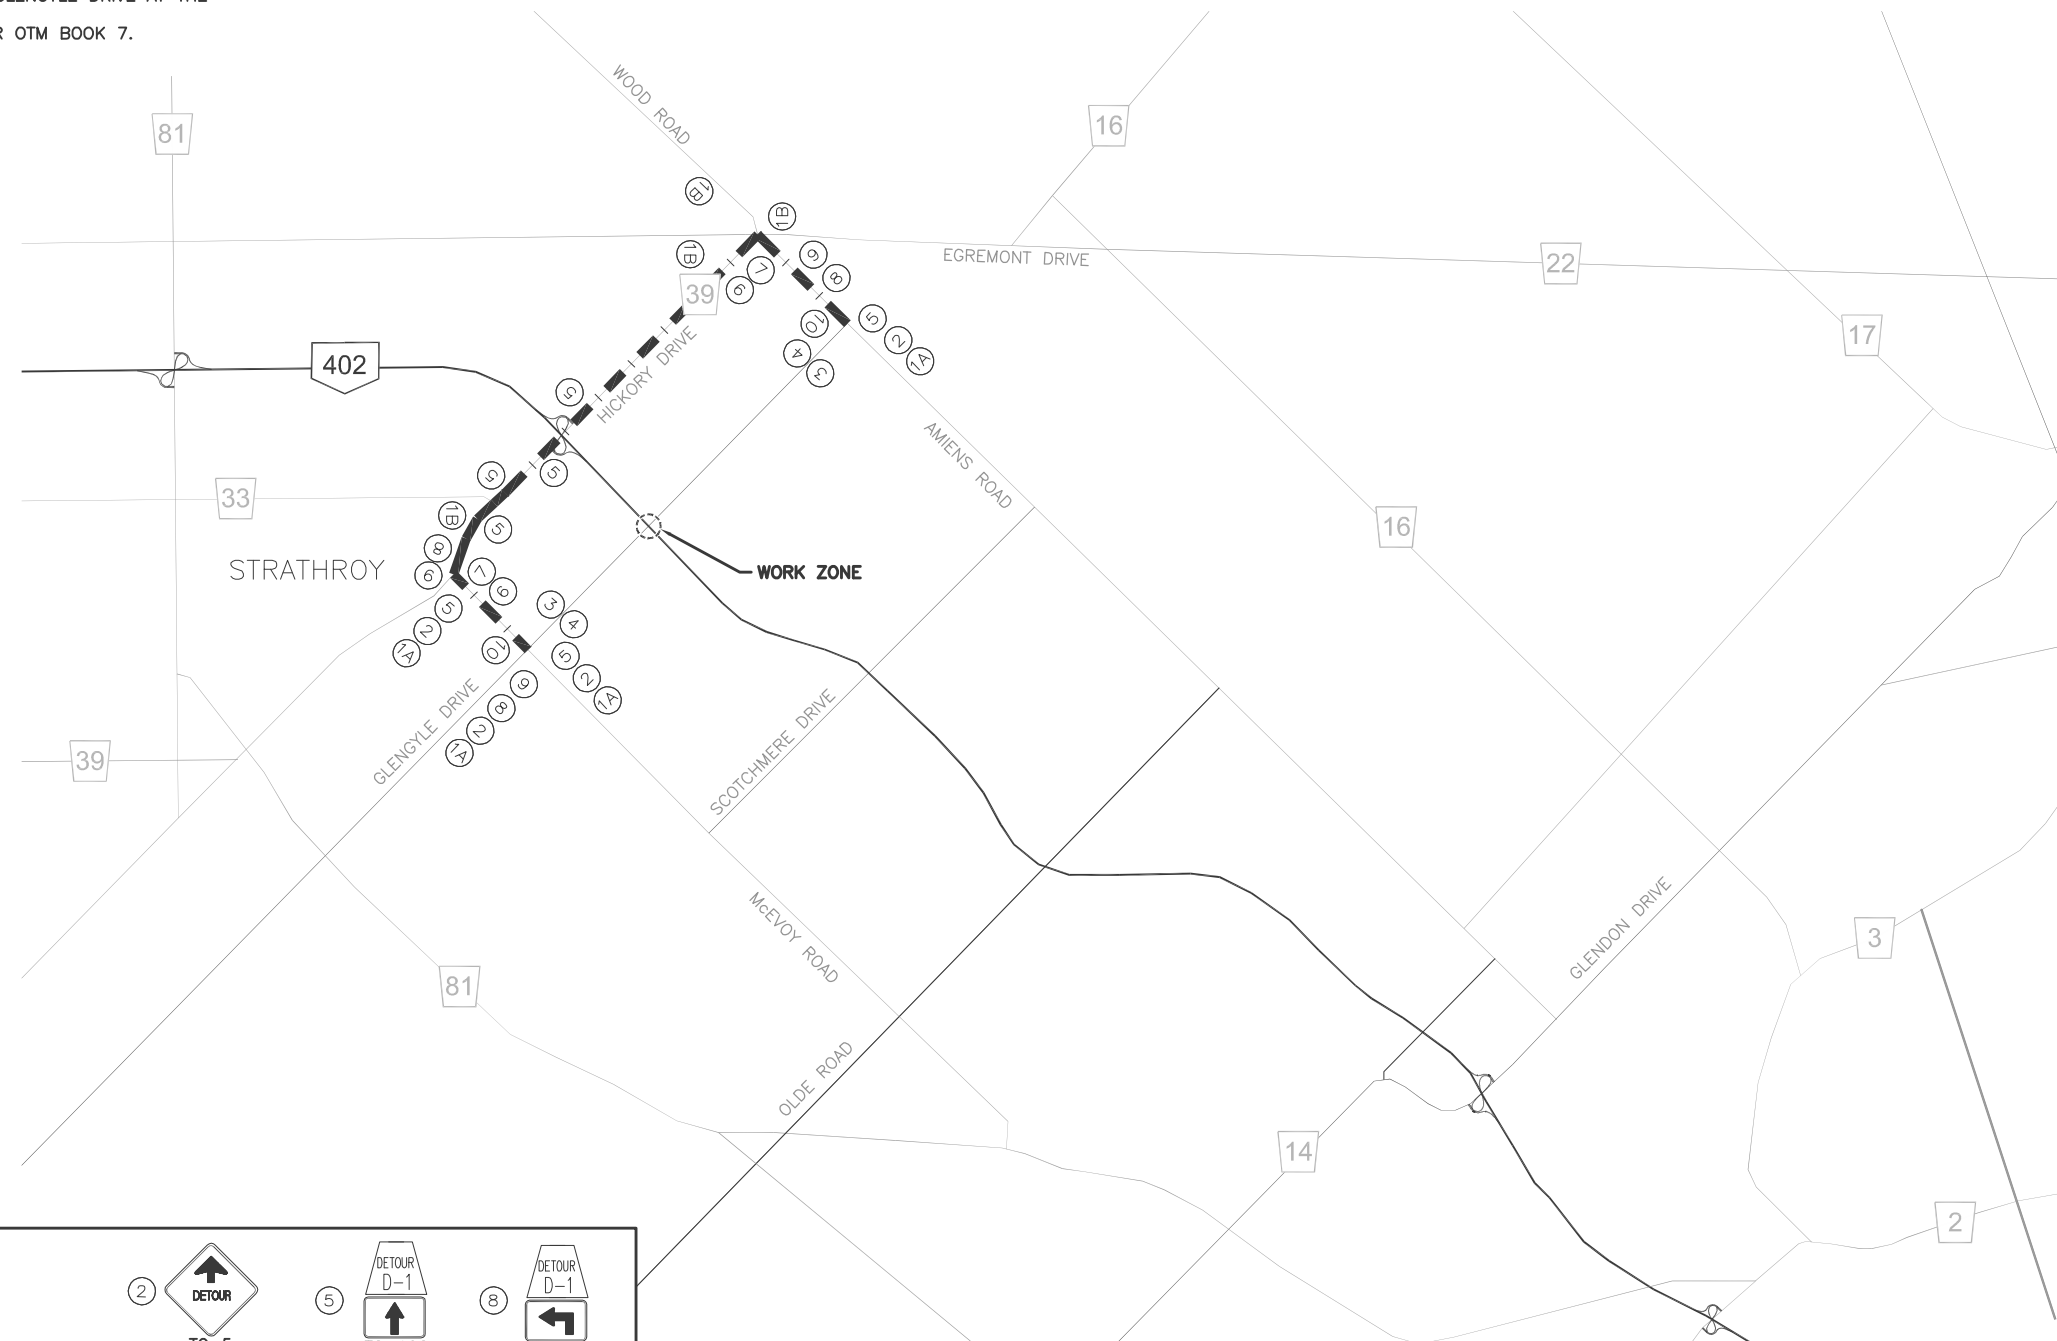 R OTM BOOK 7.
WOOD ROAD
81
16
1B
1B
1B
6
8
EGREMONT DRIVE
22
7
9
39
10
5
2
1A
4
3
17
HICKORY DRIVE
402
5
AMIENS ROAD
5
5
33
1B
5
16
STRATHROY
8
6
7
9
WORK ZONE
5
2
1A
3
4
10
5
2
1A
9
8
2
1A
GLENGYLE DRIVE
SCOTCHMERE DRIVE
39
McEVOY ROAD
GLENDON DRIVE
3
81
OLDE ROAD
14
2
2
DETOUR
5
DETOUR
D-1
8
DETOUR
D-1